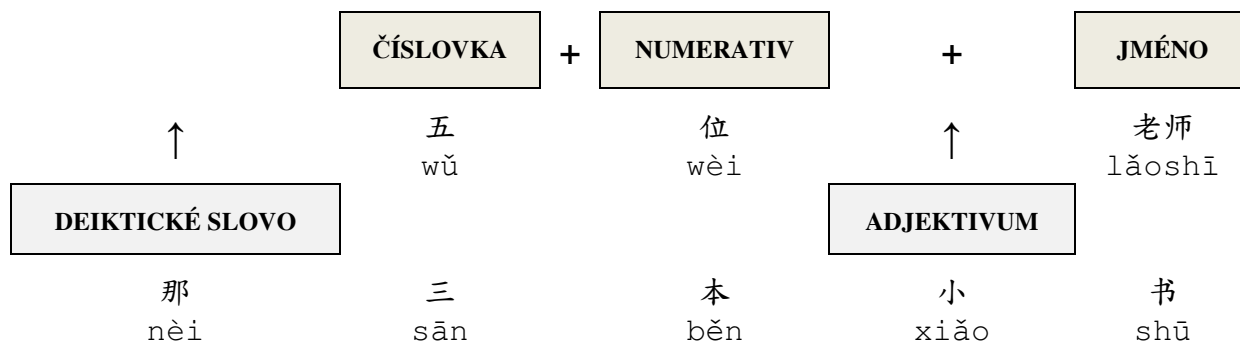 ČÍSLOVKA + NUMERATIV + JMÉNO
↑ 五 位 ↑ 老师
wǔ wèi lǎoshī
DEIKTICKÉ SLOVO ADJEKTIVUM
那 三 本 小 书
nèi sān běn xiǎo shū